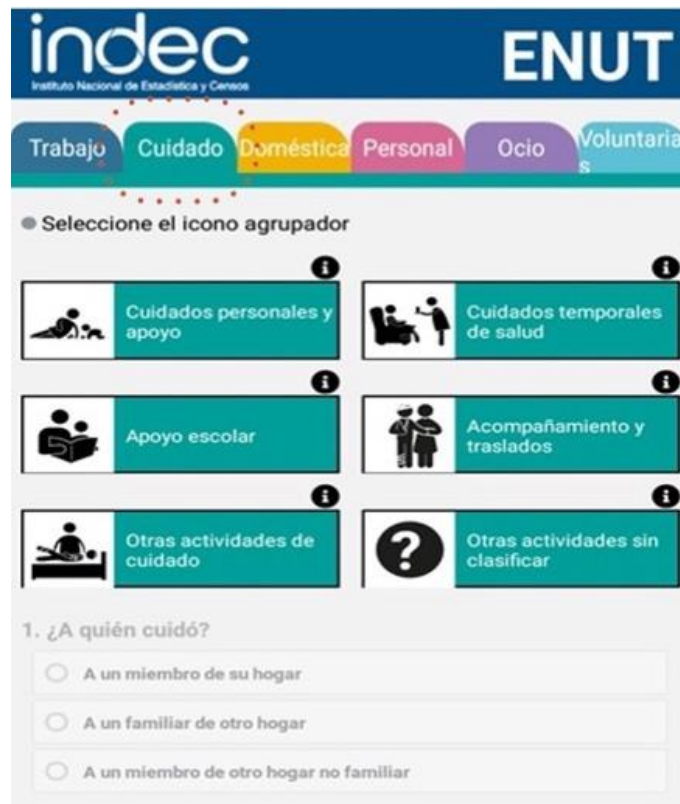 indec
ENUT
Instituto Nacional de Estadística y Censos
Trabajo Cuidado Doméstica Personal Ocio Voluntaria
s
Seleccione el icono agrupador
Cuidados personales y
apoyo
Cuidados temporales
de salud
Apoyo escolar
Acompañamiento y
traslados
Otras actividades de
cuidado
?
Otras actividades sin
clasificar
1. ¿A quién cuidó?
A un miembro de su hogar
A un familiar de otro hogar
A un miembro de otro hogar no familiar